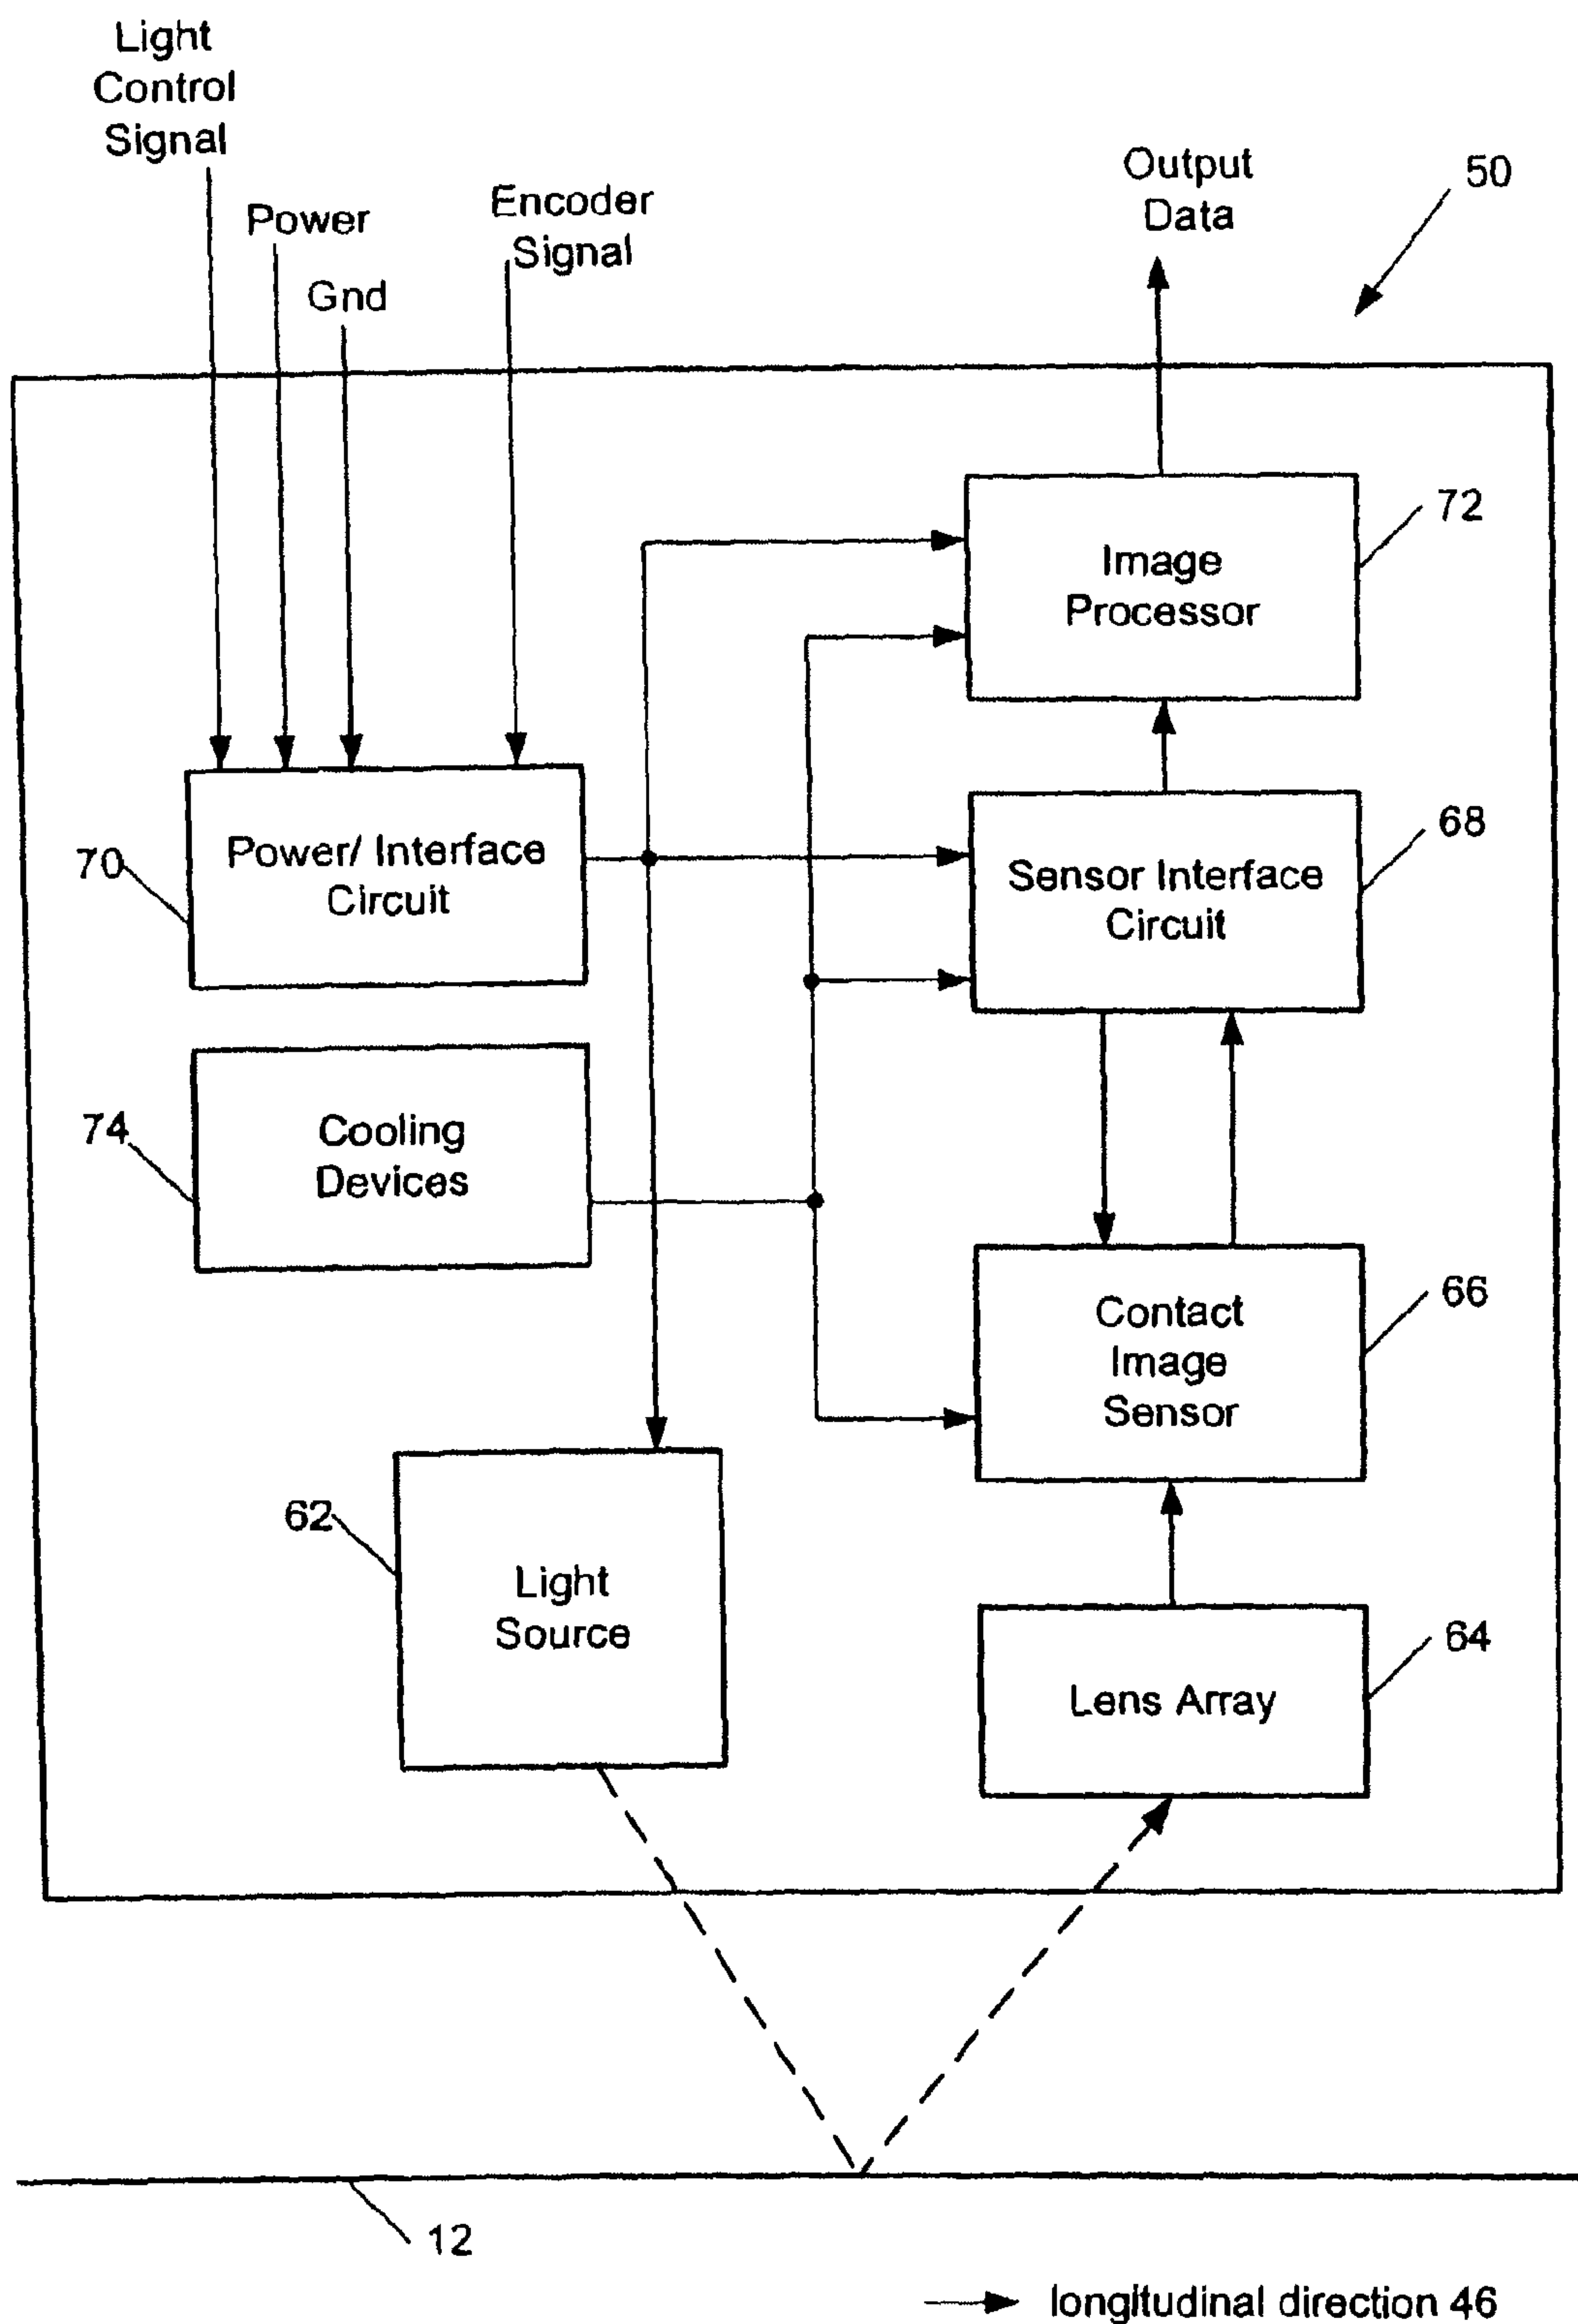 Light
Control
Signal
Power
Gnd
Encoder
Signal
Output
Data
50
Image
Processor
72
Power/ Interface
Circuit
70
Sensor Interface
Circuit
68
Cooling
Devices
74
Contact
Image
Sensor
66
Light
Source
62
Lens Array
64
12
longitudinal direction 46